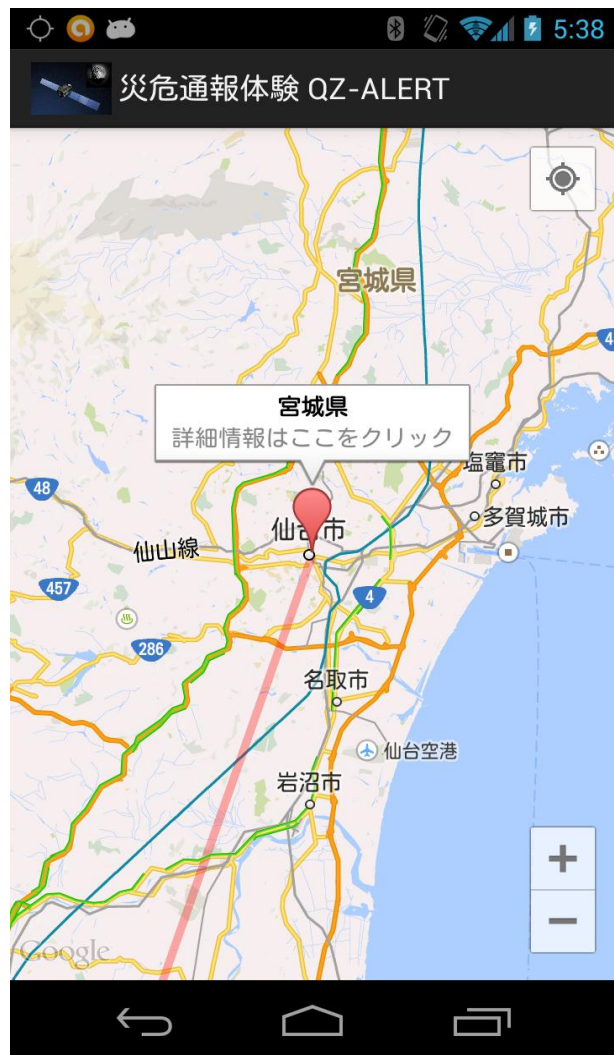 5:38
災危通報体験 QZ-ALERT
宮城県
4
宮城県
詳細情報はここをクリック
塩竈市
48
多賀城市
仙台市
仙山線
457
4
286
名取市
仙台空港
岩沼市
+
−
Google